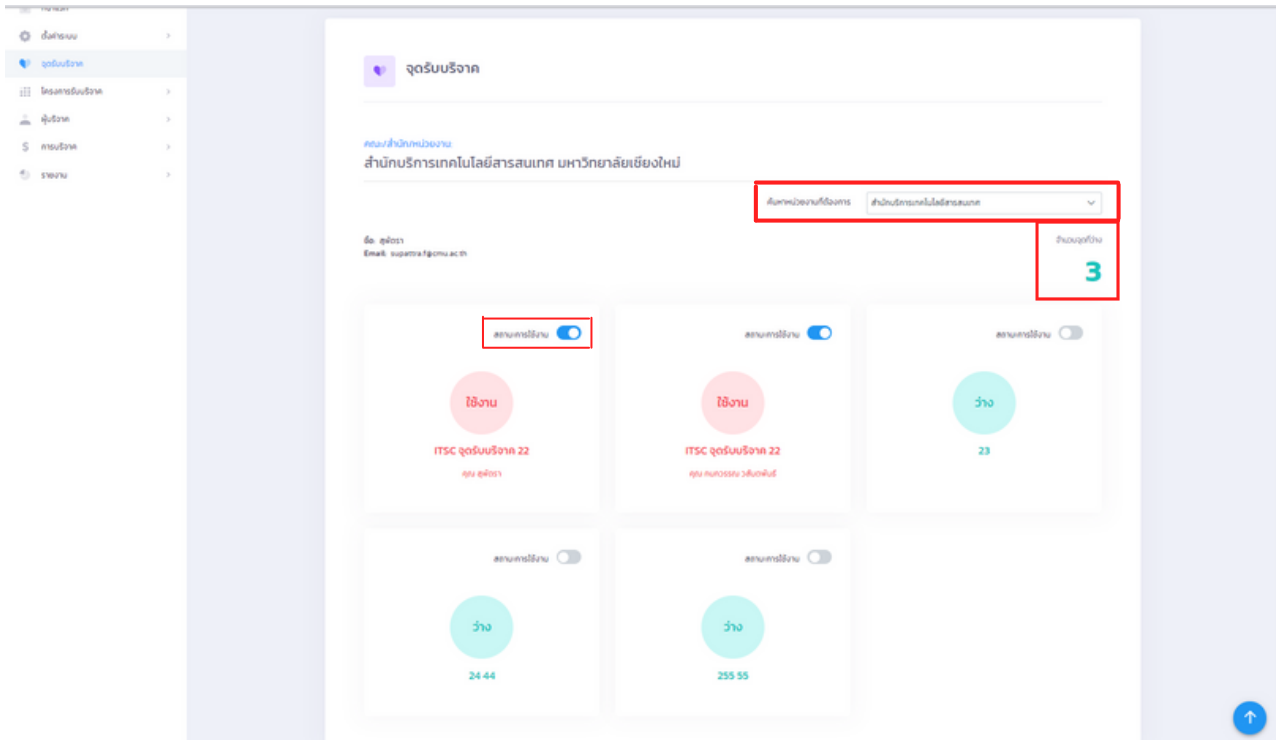 ตั้งค่าระบบ
จุดรับบริจาค
โครงการรับบริจาค
ผู้บริจาค
การบริจาค
รายงาน
จุดรับบริจาค
คณะ/สำนัก/หน่วยงาน:
สำนักบริการเทคโนโลยีสารสนเทศ มหาวิทยาลัยเชียงใหม่
ค้นหาหน่วยงานที่ต้องการ สำนักบริการเทคโนโลยีสารสนเทศ
ชื่อ: สุพัตรา
Email: supattra.f@cmu.ac.th
จำนวนจุดที่ว่าง
3
สถานะการใช้งาน
ใช้งาน
ITSC จุดรับบริจาค 22
คุณ สุพัตรา
สถานะการใช้งาน
ใช้งาน
ITSC จุดรับบริจาค 22
คุณ
สถานะการใช้งาน
ว่าง
23
สถานะการใช้งาน
ว่าง
24 44
สถานะการใช้งาน
ว่าง
255 55